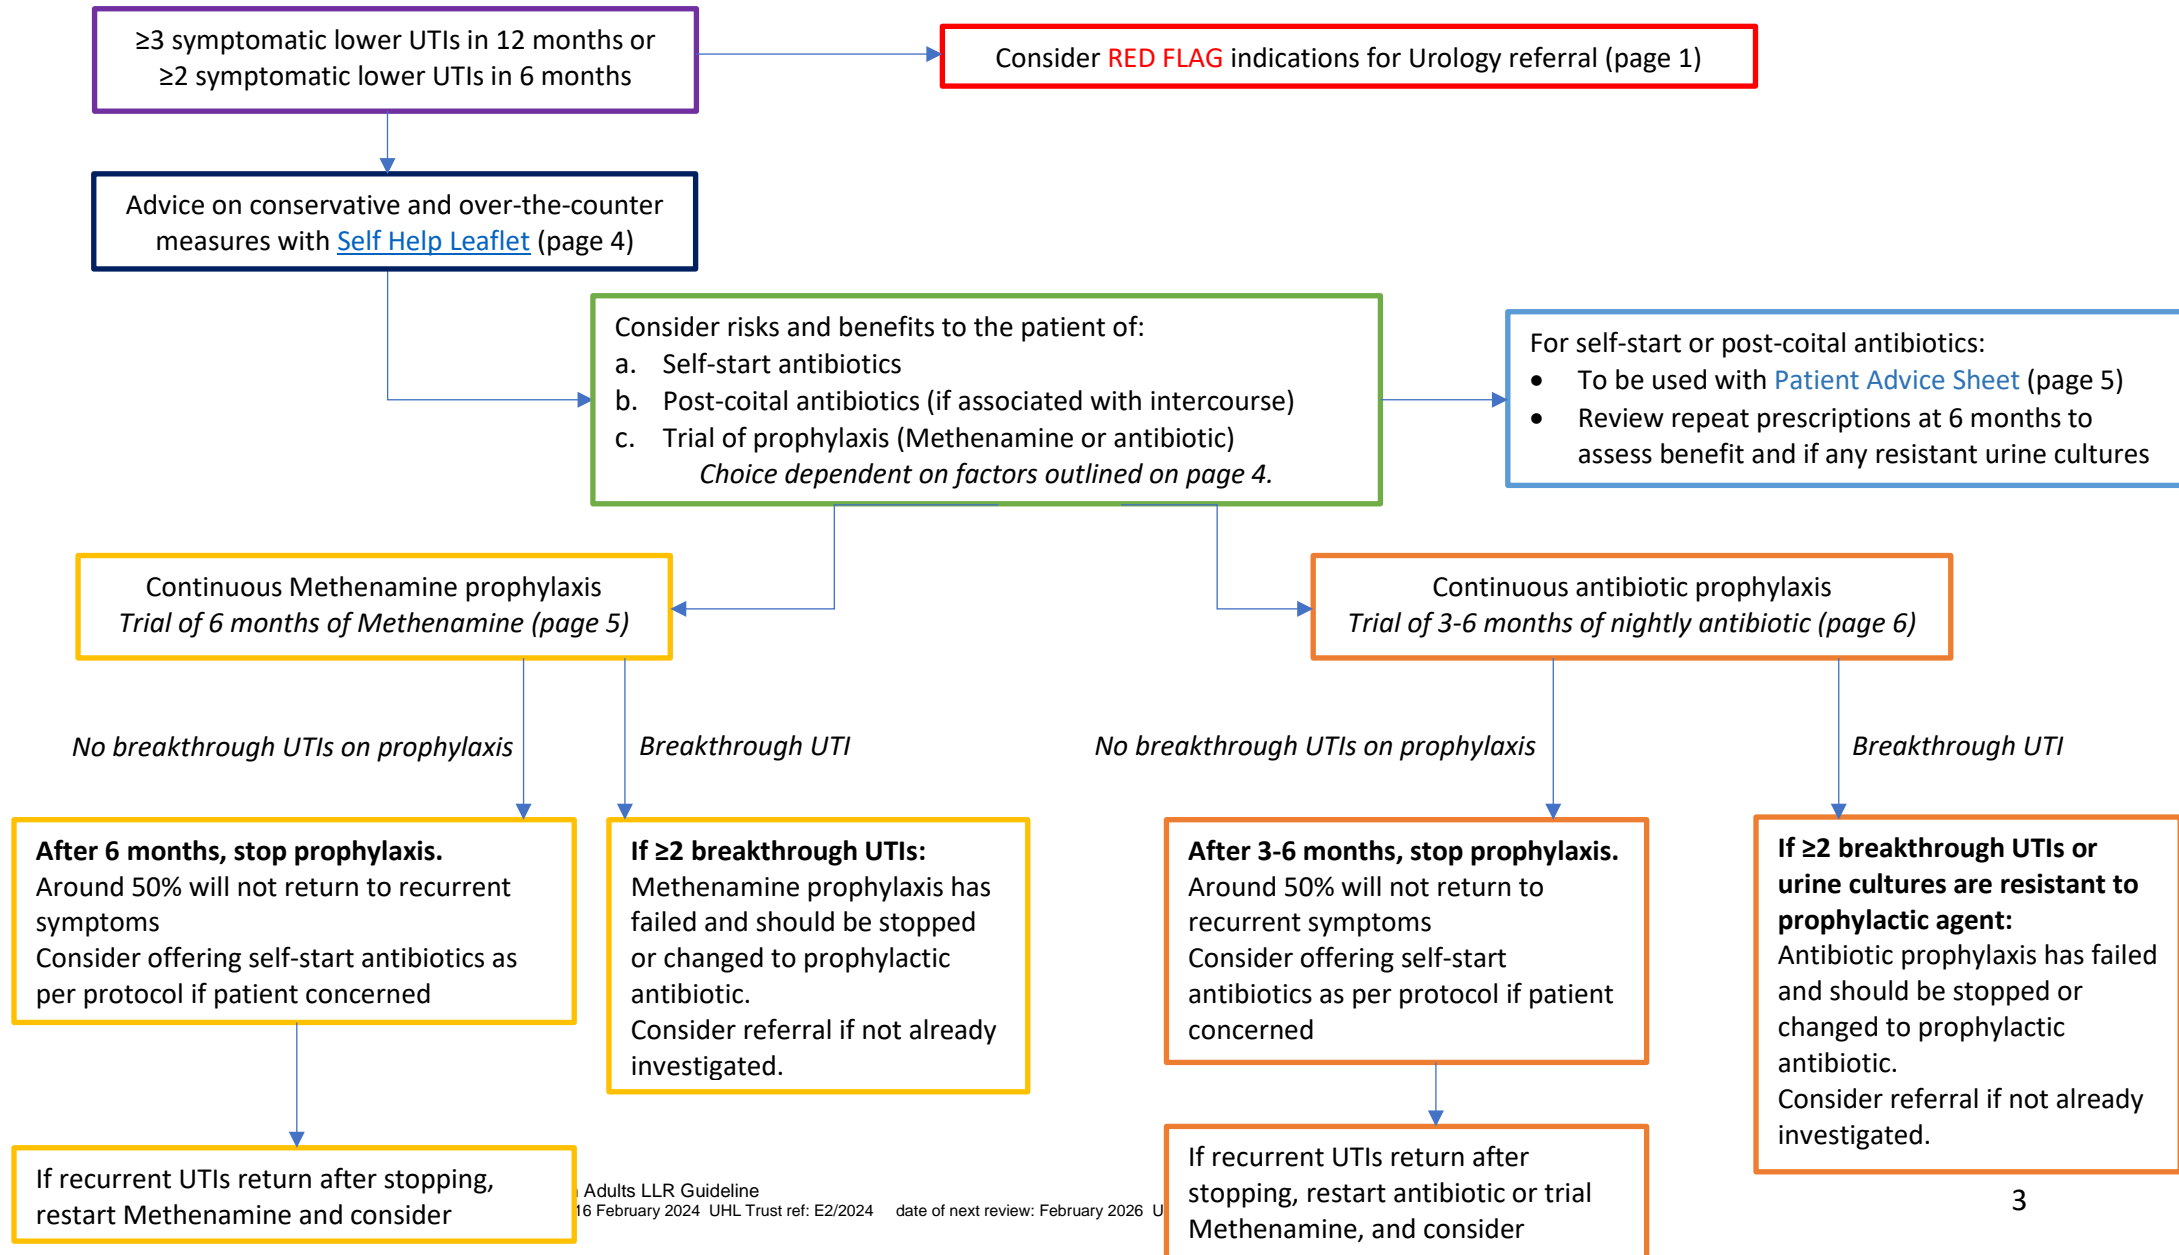 ≥3 symptomatic lower UTIs in 12 months or
≥2 symptomatic lower UTIs in 6 months
Consider RED FLAG indications for Urology referral (page 1)
Advice on conservative and over-the-counter
measures with Self Help Leaflet (page 4)
Consider risks and benefits to the patient of:
a. Self-start antibiotics
b. Post-coital antibiotics (if associated with intercourse)
c. Trial of prophylaxis (Methenamine or antibiotic)
Choice dependent on factors outlined on page 4.
For self-start or post-coital antibiotics:
• To be used with Patient Advice Sheet (page 5)
• Review repeat prescriptions at 6 months to
assess benefit and if any resistant urine cultures
Continuous Methenamine prophylaxis
Trial of 6 months of Methenamine (page 5)
Continuous antibiotic prophylaxis
Trial of 3-6 months of nightly antibiotic (page 6)
No breakthrough UTIs on prophylaxis
Breakthrough UTI
No breakthrough UTIs on prophylaxis
Breakthrough UTI
After 6 months, stop prophylaxis.
Around 50% will not return to recurrent
symptoms
Consider offering self-start antibiotics as
per protocol if patient concerned
If ≥2 breakthrough UTIs:
Methenamine prophylaxis has
failed and should be stopped
or changed to prophylactic
antibiotic.
Consider referral if not already
investigated.
After 3-6 months, stop prophylaxis.
Around 50% will not return to
recurrent symptoms
Consider offering self-start
antibiotics as per protocol if patient
concerned
If ≥2 breakthrough UTIs or
urine cultures are resistant to
prophylactic agent:
Antibiotic prophylaxis has failed
and should be stopped or
changed to prophylactic
antibiotic.
Consider referral if not already
investigated.
If recurrent UTIs return after stopping,
restart Methenamine and consider
If recurrent UTIs return after
stopping, restart antibiotic or trial
Methenamine, and consider
Adults LLR Guideline
16 February 2024 UHL Trust ref: E2/2024 date of next review: February 2026 U
3